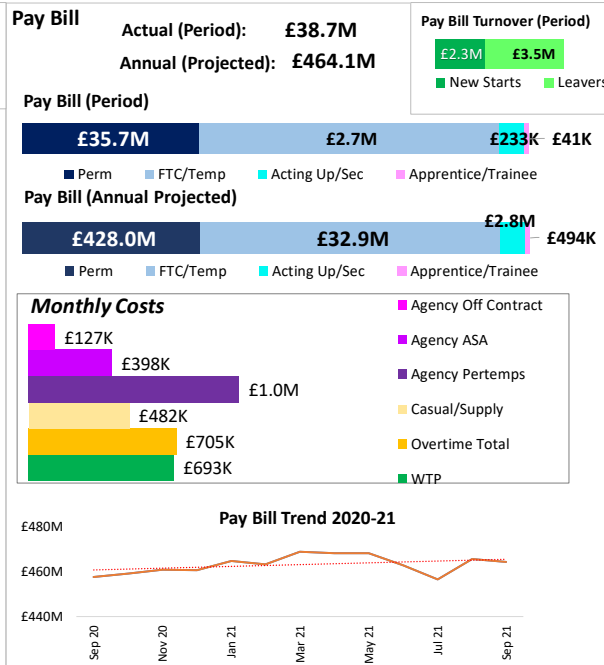 Pay Bill
Actual (Period): £38.7M
Annual (Projected): £464.1M
Pay Bill Turnover (Period)
£2.3M £3.5M
New Starts Leavers
Pay Bill (Period)
£35.7M £2.7M £233K £41K
Perm FTC/Temp Acting Up/Sec Apprentice/Trainee
Pay Bill (Annual Projected)
£428.0M £32.9M £2.8M £494K
Perm FTC/Temp Acting Up/Sec Apprentice/Trainee
Monthly Costs
£127K
£398K
£1.0M
£482K
£705K
£693K
Agency Off Contract
Agency ASA
Agency Pertemps
Casual/Supply
Overtime Total
WTP
Pay Bill Trend 2020-21
£480M
£460M
£440M
Sep 20 Nov 20 Jan 21 Mar 21 May 21 Jul 21 Sep 21